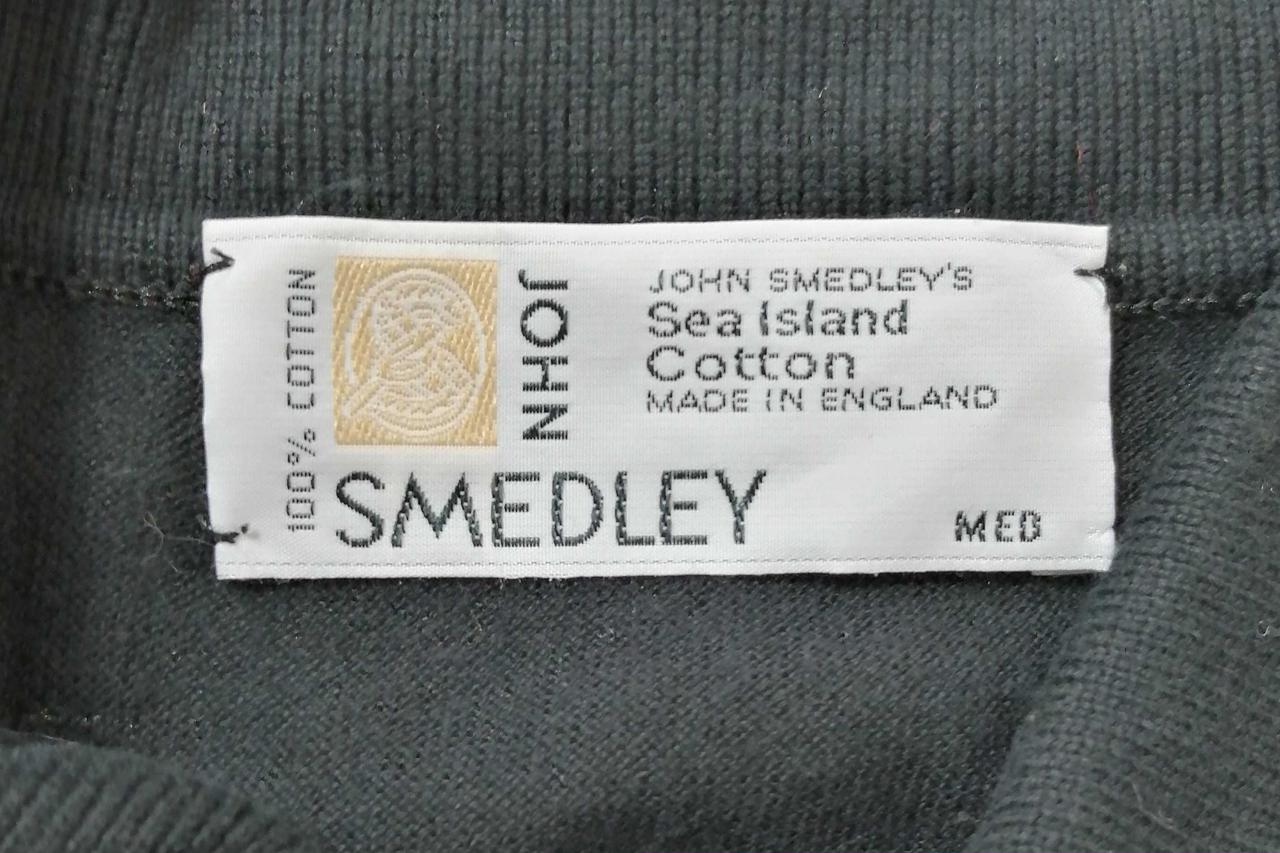 100% COTTON
JOHN
SMEDLEY
JOHN SMEDLEY'S
Sea Island
Cotton
MADE IN ENGLAND
MED